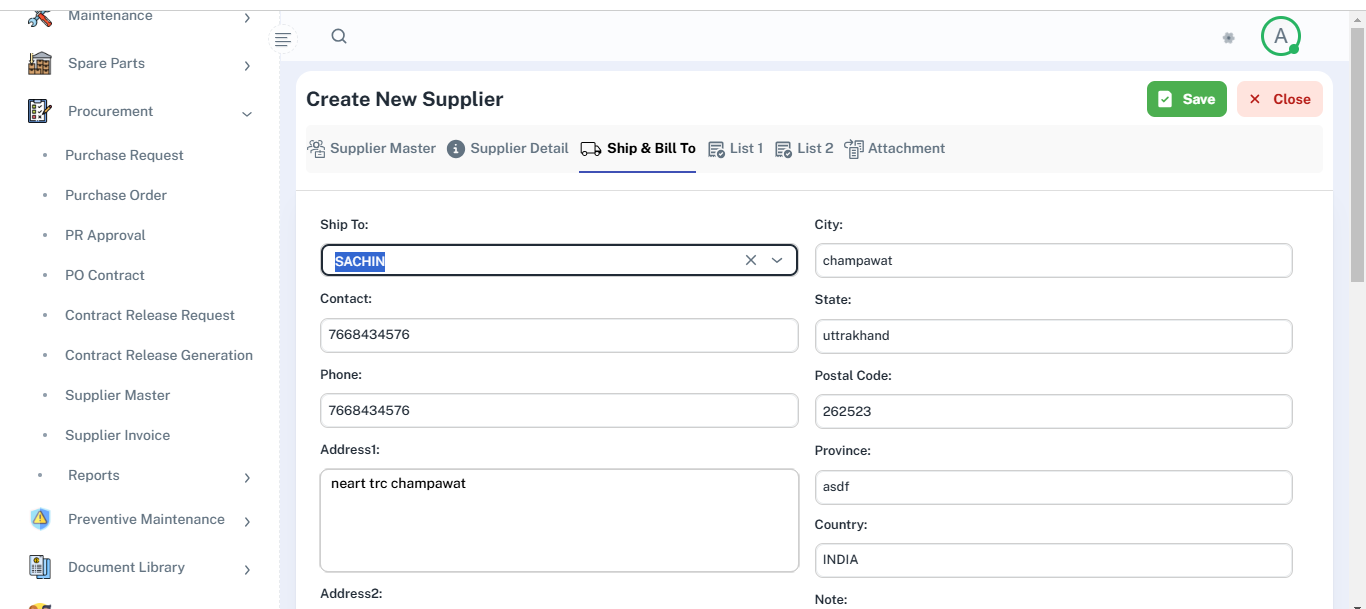 Maintenance
Spare Parts
Procurement
Purchase Request
Purchase Order
PR Approval
PO Contract
Contract Release Request
Contract Release Generation
Supplier Master
Supplier Invoice
Reports
Preventive Maintenance
Document Library
A
Create New Supplier
Save
Close
Supplier Master
Supplier Detail
Ship & Bill To
List 1
List 2
Attachment
Ship To:
SACHIN
Contact:
7668434576
Phone:
7668434576
Address1:
neart trc champawat
Address2:
City:
champawat
State:
uttrakhand
Postal Code:
262523
Province:
asdf
Country:
INDIA
Note: